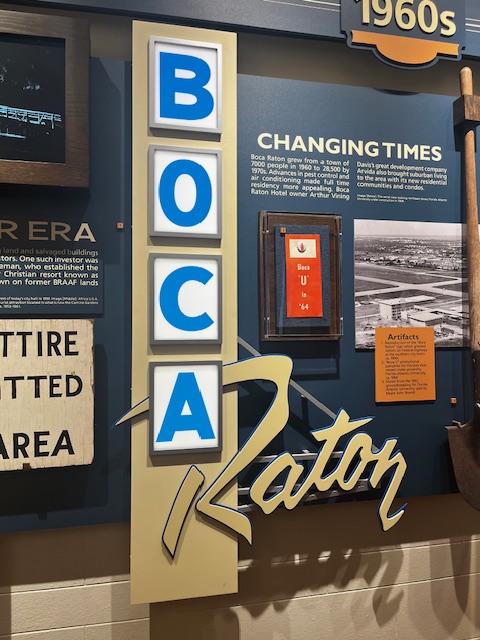 1960s
BOCA
Raton
CHANGING TIMES
Boca Raton grew from a town of
7000 people in 1960 to 28,500 by
1970s. Advances in pest control and
air conditioning made full time
residency more appealing. Boca
Raton Hotel owner Arthur Vining
Davis's great development company
Arvida also brought suburban living
to the area with its new residential
communities and condos.
Boca
'U'
in
'64
Artifacts
R ERA
land and salvaged buildings
tors. One such investor was
eman, who established the
Christian resort known as
wn on former BRAAF lands
TTIRE
TTED
AREA